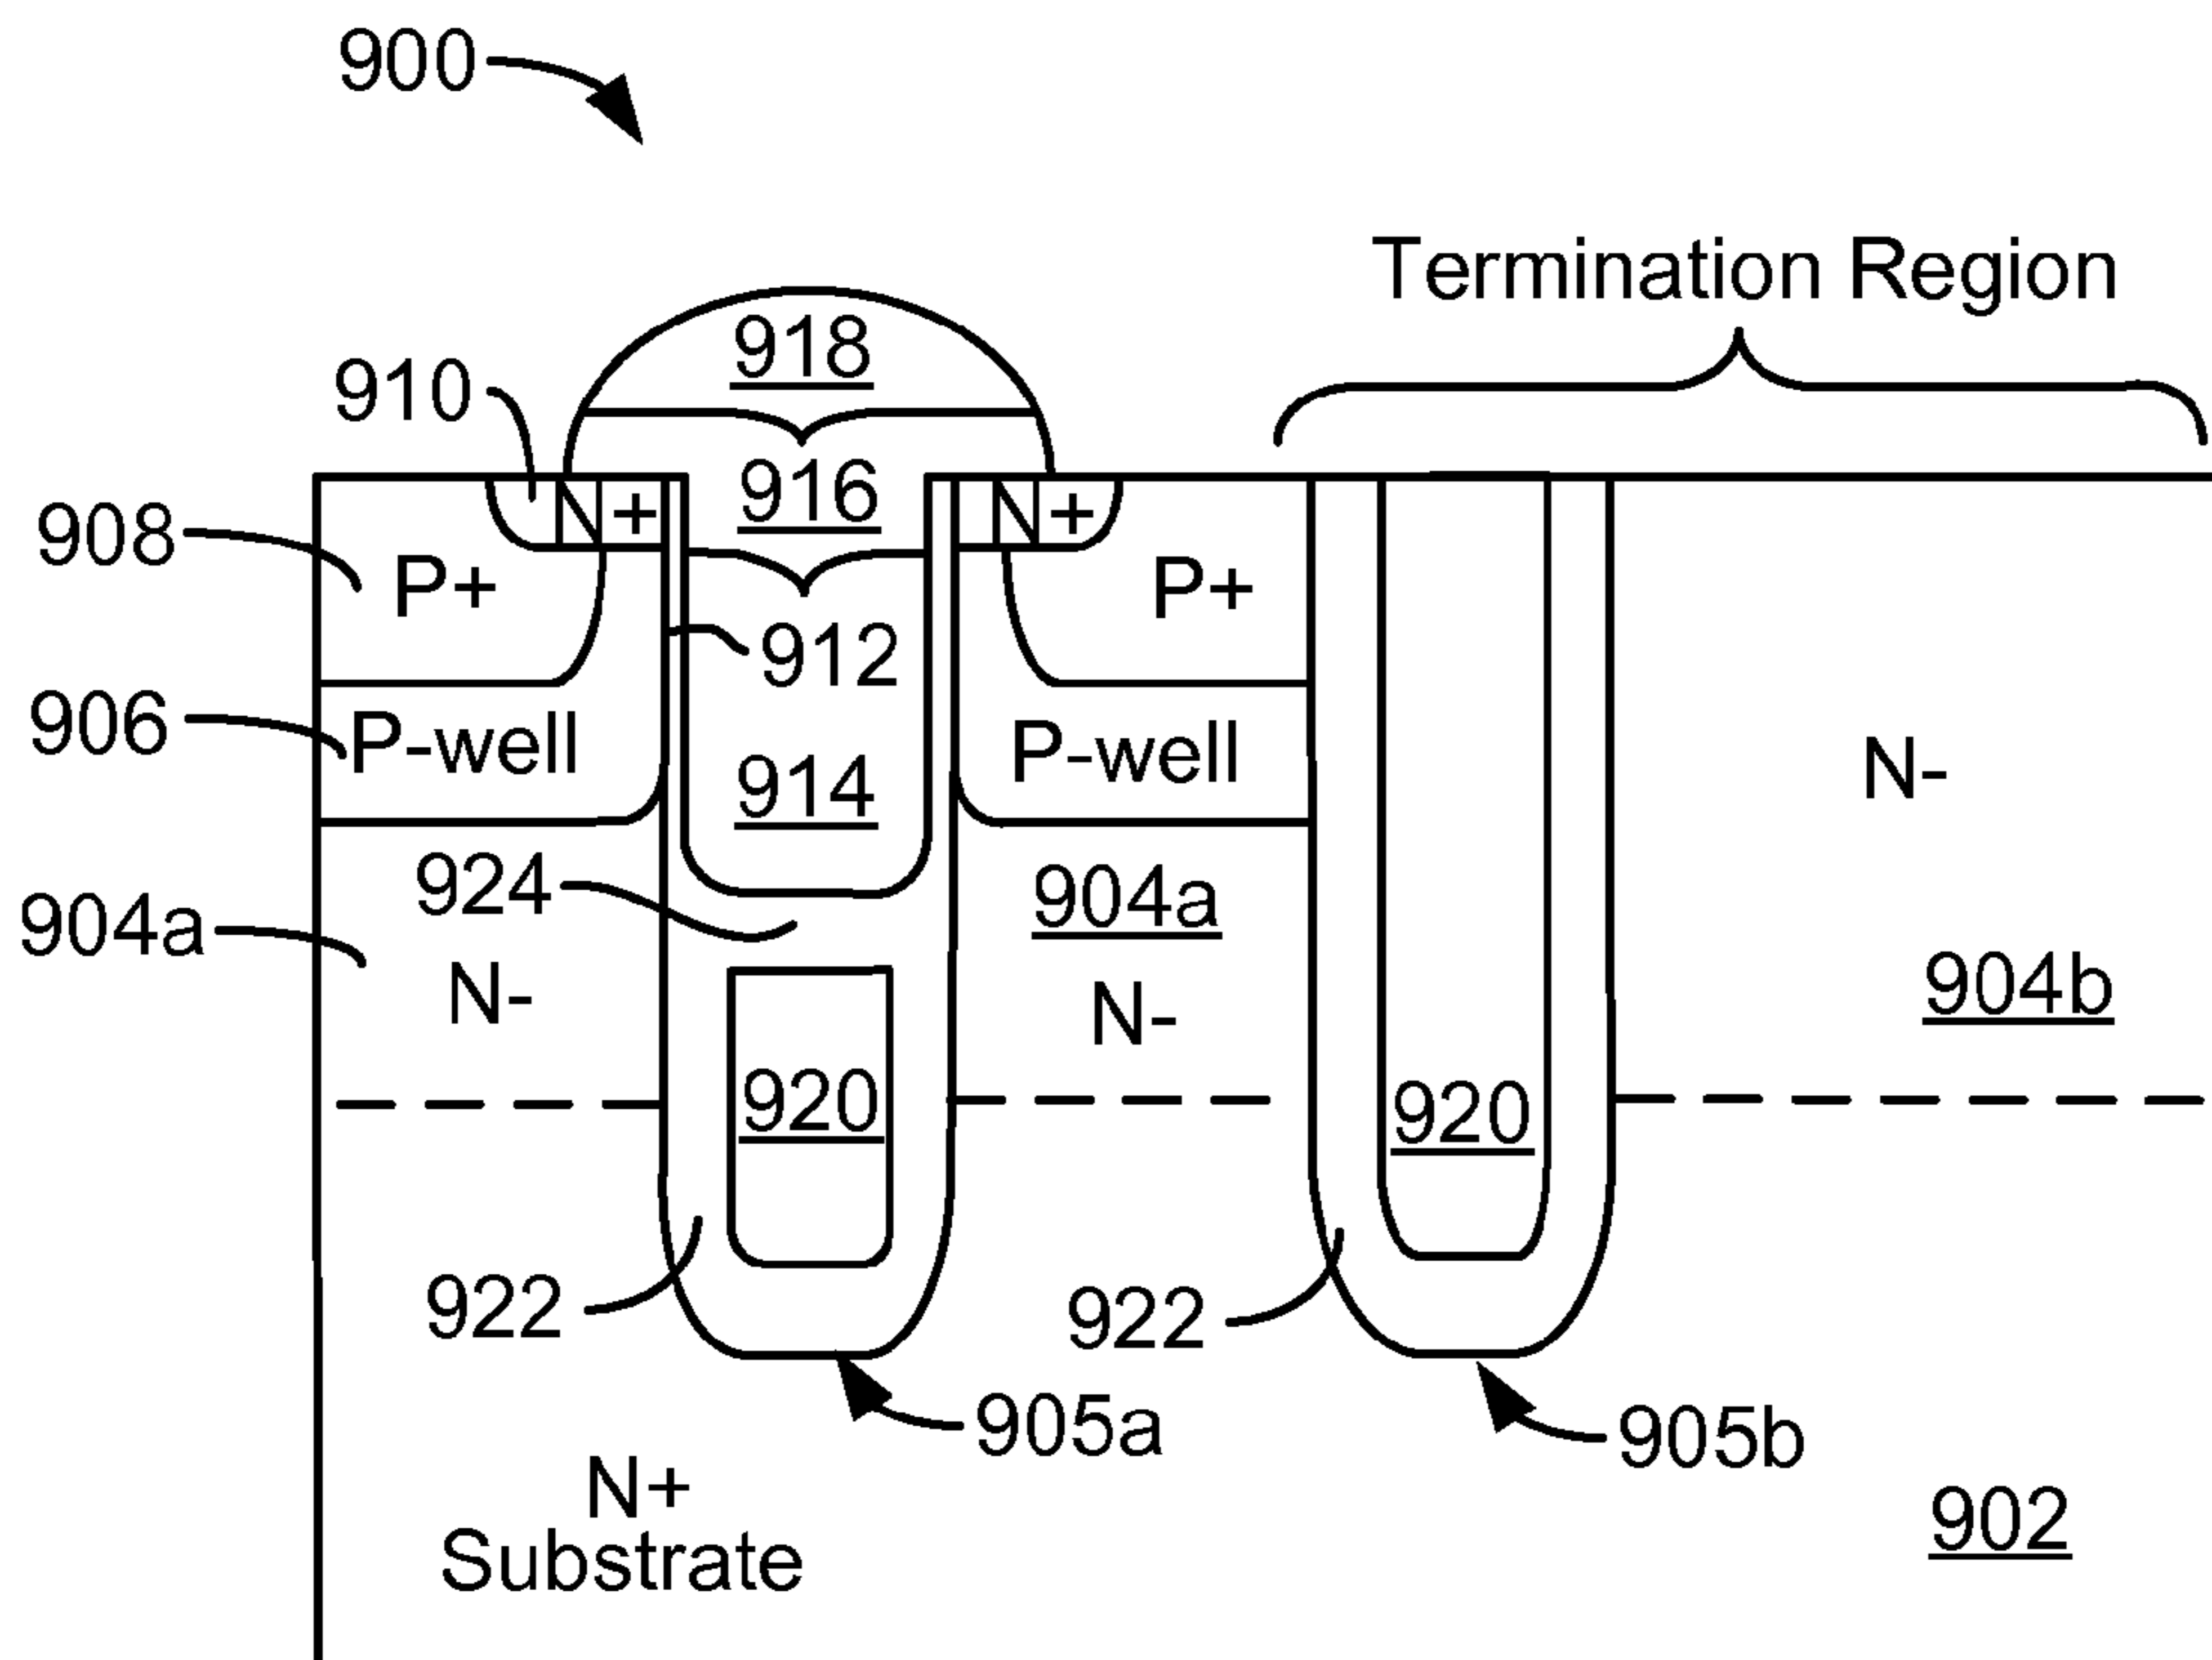 900
Termination Region
918
910
916
N+
N+
908
P+
P+
912
906
P-well
P-well
914
N-
924
904a
904a
N-
N-
904b
920
920
922
922
905a
905b
N+
Substrate
902